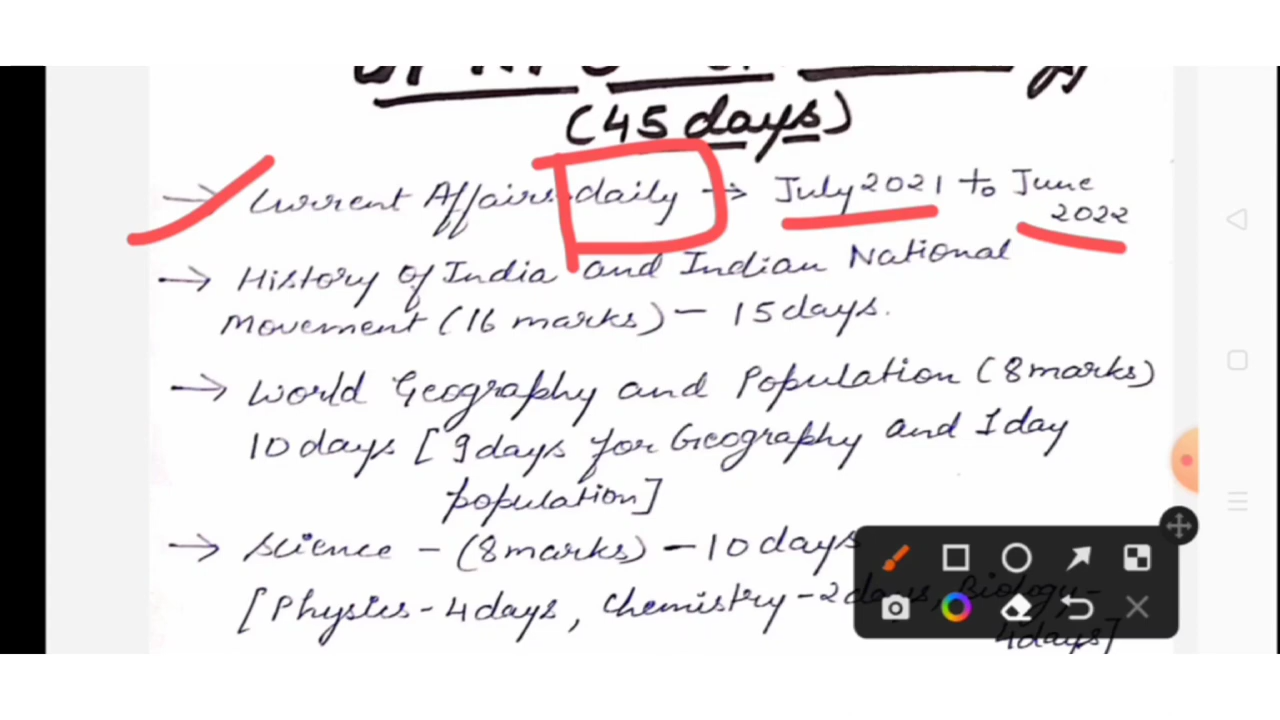 (45 days)
→ Current Affairs daily → July 2021 to June
2022
→ History of India and Indian National
Movement (16 marks) - 15 days.
→ World Geography and Population (8 marks)
10 days [9 days for Geography and 1 day
population]
→ Science - (8 marks) - 10 days
[Physics - 4 days, Chemistry - 2 days, Biology -
4 days]